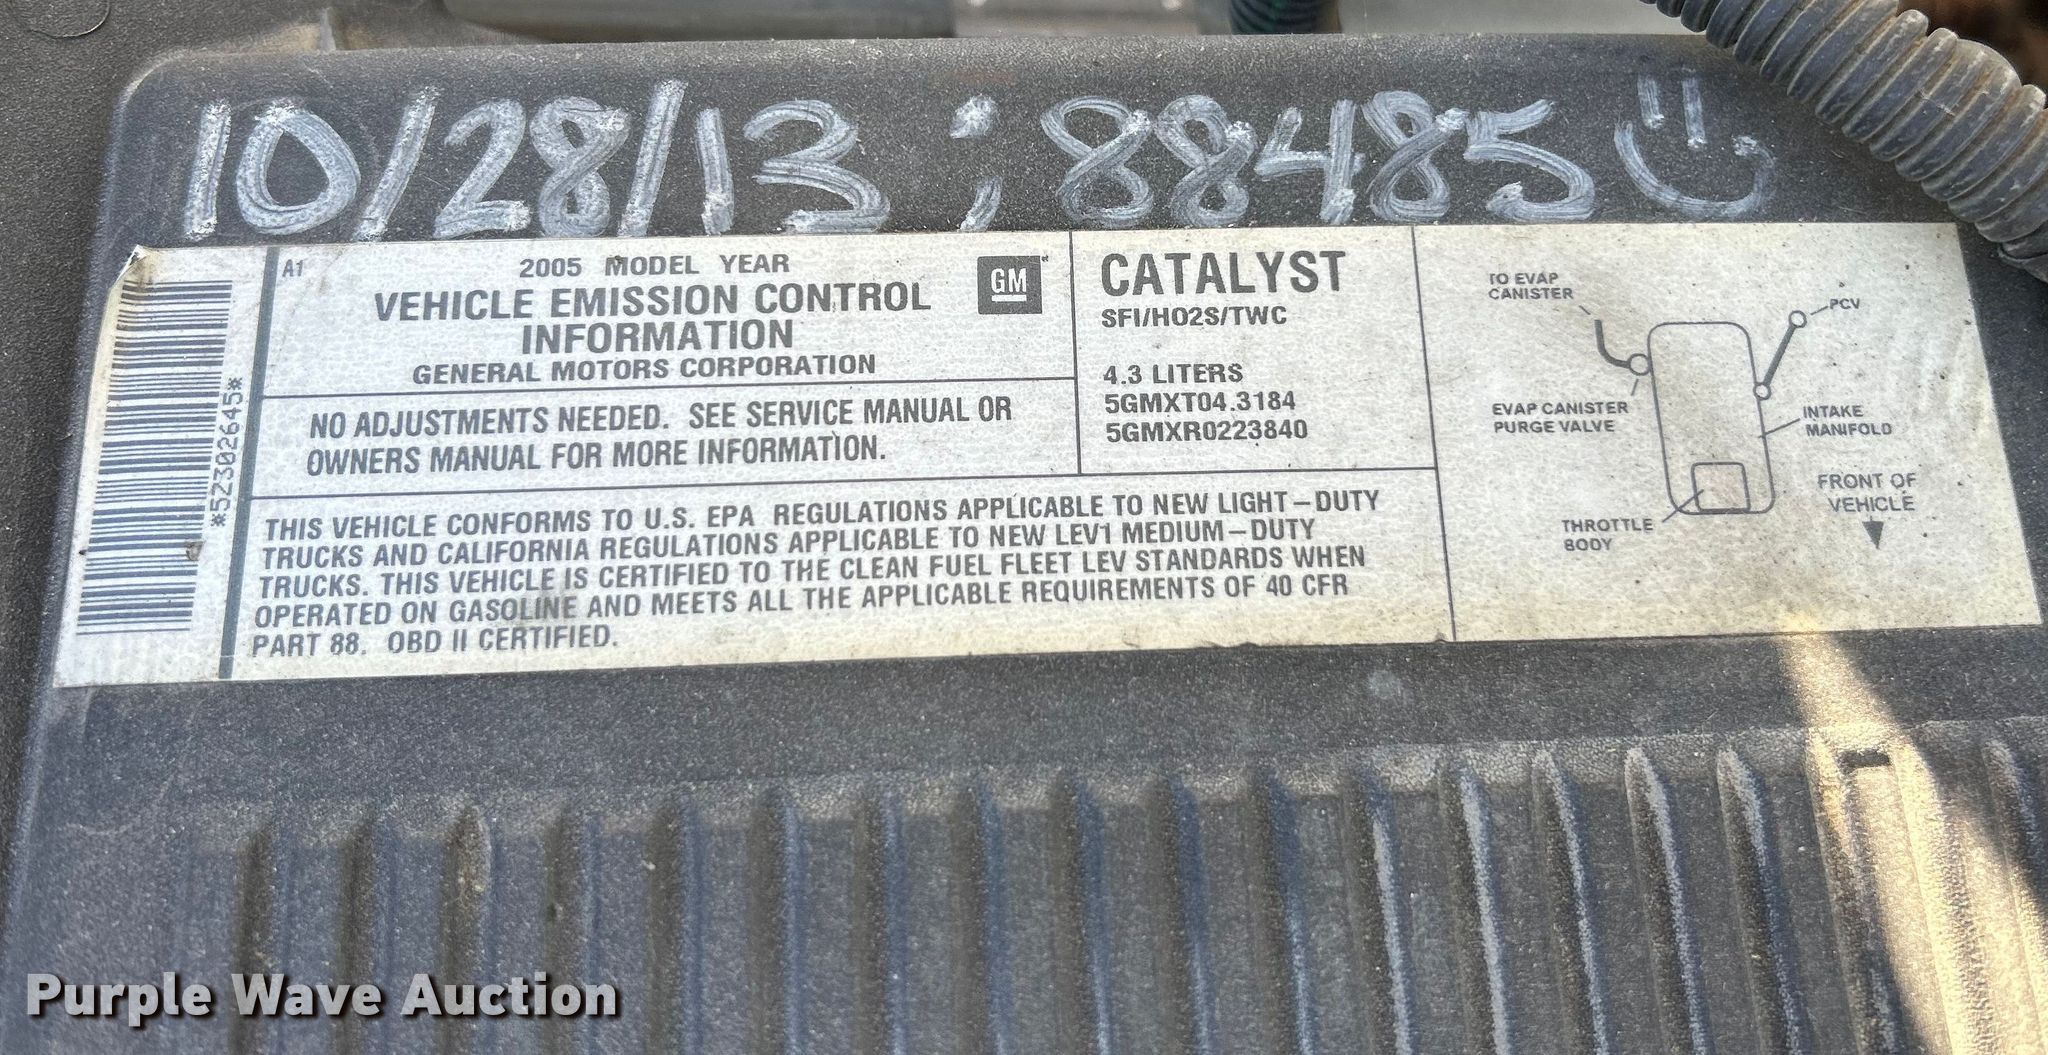 10/28/13 ; 88485
A1
2005 MODEL YEAR
VEHICLE EMISSION CONTROL
INFORMATION
GENERAL MOTORS CORPORATION
GM
NO ADJUSTMENTS NEEDED. SEE SERVICE MANUAL OR
OWNERS MANUAL FOR MORE INFORMATION.
CATALYST
SFI/HO2S/TWC
4.3 LITERS
5GMXT04.3184
5GMXR0223840
THIS VEHICLE CONFORMS TO U.S. EPA REGULATIONS APPLICABLE TO NEW LIGHT-DUTY
TRUCKS AND CALIFORNIA REGULATIONS APPLICABLE TO NEW LEV1 MEDIUM-DUTY
TRUCKS. THIS VEHICLE IS CERTIFIED TO THE CLEAN FUEL FLEET LEV STANDARDS WHEN
OPERATED ON GASOLINE AND MEETS ALL THE APPLICABLE REQUIREMENTS OF 40 CFR
PART 88. OBD II CERTIFIED.
*52302645*
TO EVAP
CANISTER
PCV
EVAP CANISTER
PURGE VALVE
INTAKE
MANIFOLD
FRONT OF
VEHICLE
THROTTLE
BODY
Purple Wave Auction